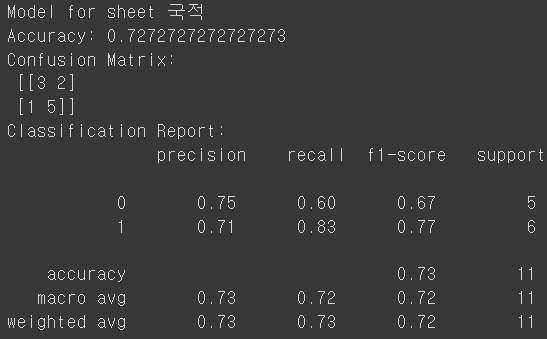 Model for sheet 국적
Accuracy: 0.7272727272727273
Confusion Matrix:
[[3 2]
[1 5]]
Classification Report:
precision recall f1-score support
0 0.75 0.60 0.67 5
1 0.71 0.83 0.77 6
accuracy 0.73 11
macro avg 0.73 0.72 0.72 11
weighted avg 0.73 0.73 0.72 11